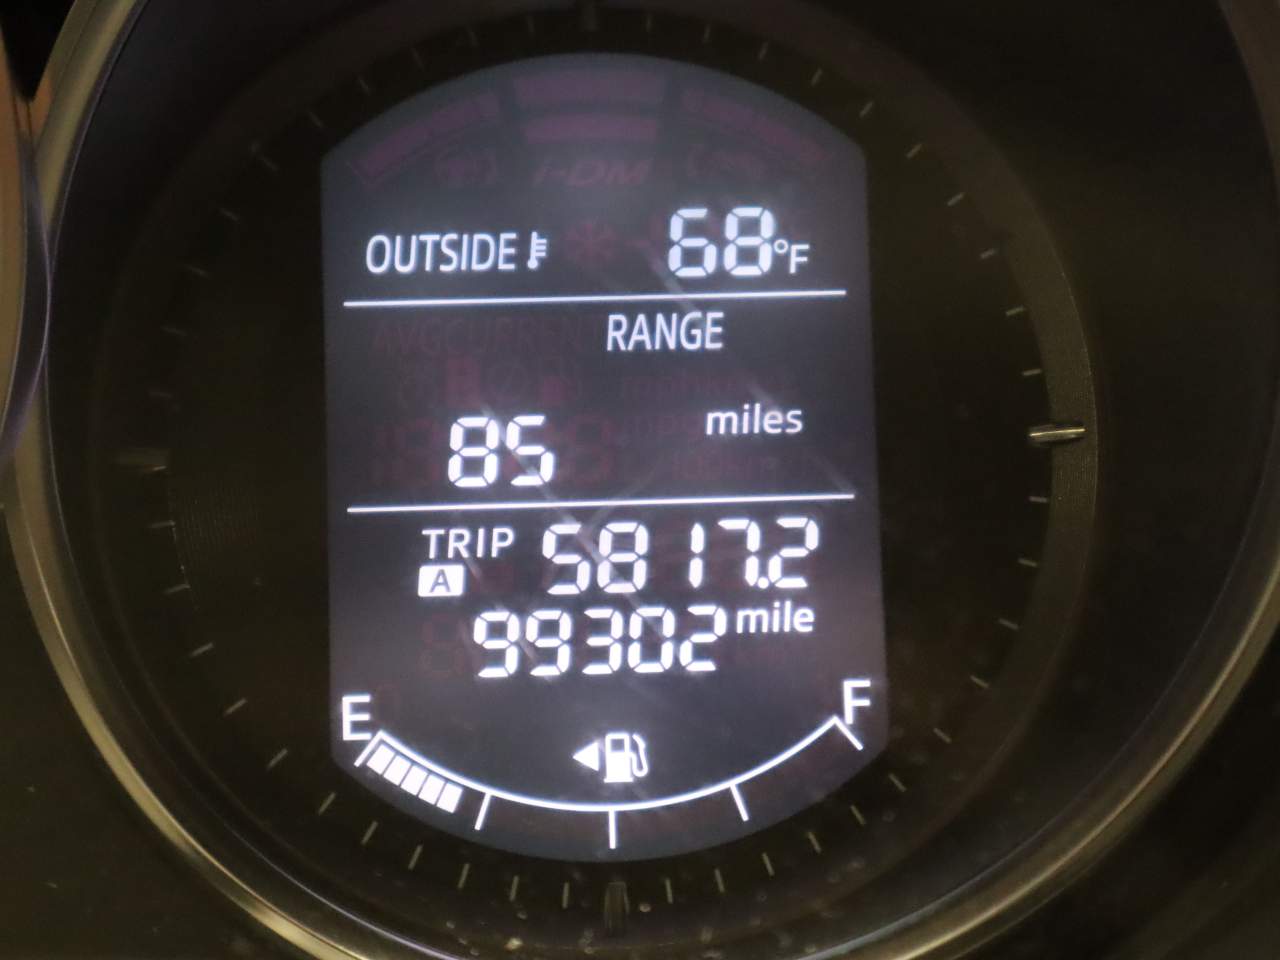 i-DM
OUTSIDE 68°F
RANGE
85 miles
TRIP 5817.2
A
99302 mile
E F